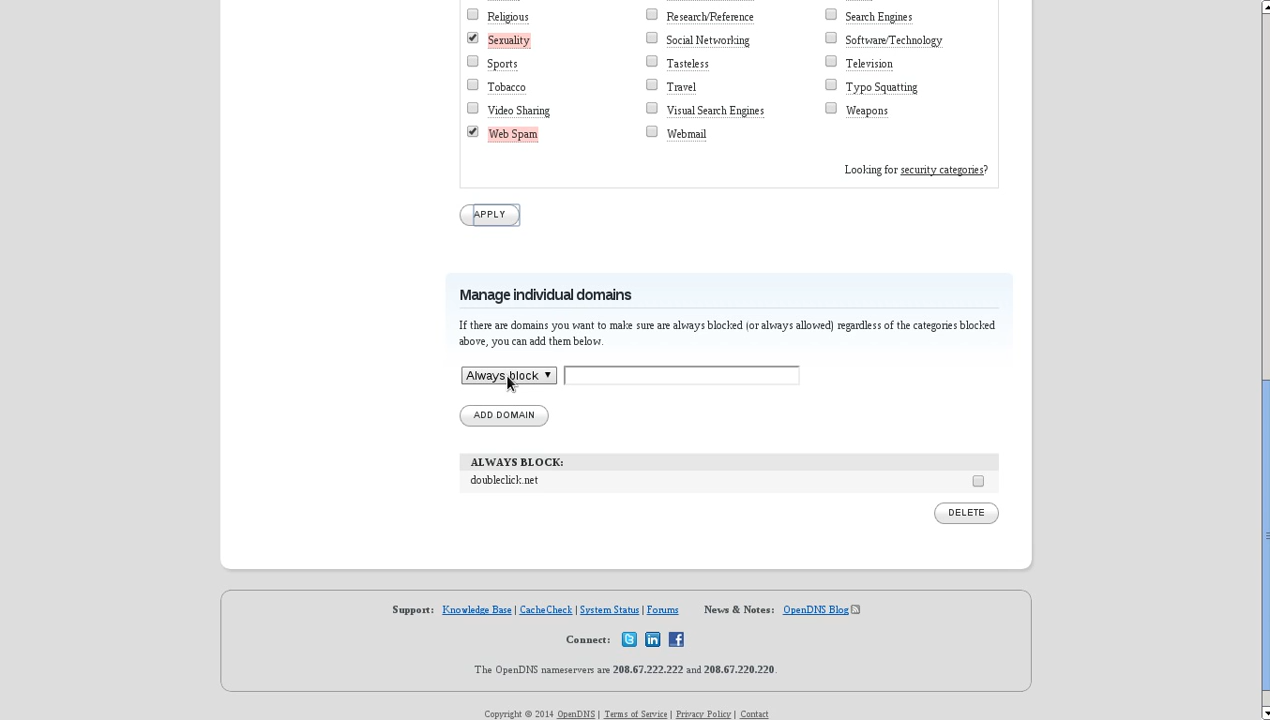 Religious Research/Reference Search Engines
Sexuality Social Networking Software/Technology
Sports Tasteless Television
Tobacco Travel Typo Squatting
Video Sharing Visual Search Engines Weapons
Web Spam Webmail
Looking for security categories?
APPLY
Manage individual domains
If there are domains you want to make sure are always blocked (or always allowed) regardless of the categories blocked
above, you can add them below.
Always block
ADD DOMAIN
ALWAYS BLOCK:
doubleclick.net
DELETE
Support: Knowledge Base | CacheCheck | System Status | Forums News & Notes: OpenDNS Blog
Connect:
The OpenDNS nameservers are 208.67.222.222 and 208.67.220.220.
Copyright © 2014 OpenDNS | Terms of Service | Privacy Policy | Contact